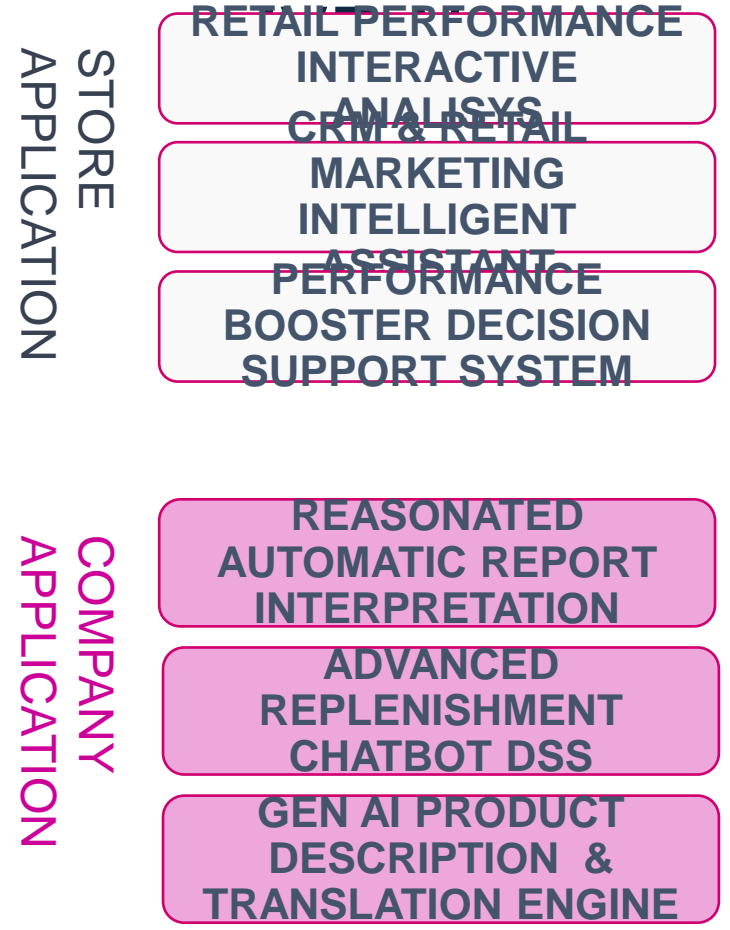 STORE
APPLICATION
RETAIL PERFORMANCE
INTERACTIVE
ANALISYS
CRM & RETAIL
MARKETING
INTELLIGENT
ASSISTANT
PERFORMANCE
BOOSTER DECISION
SUPPORT SYSTEM
COMPANY
APPLICATION
REASONATED
AUTOMATIC REPORT
INTERPRETATION
ADVANCED
REPLENISHMENT
CHATBOT DSS
GEN AI PRODUCT
DESCRIPTION &
TRANSLATION ENGINE